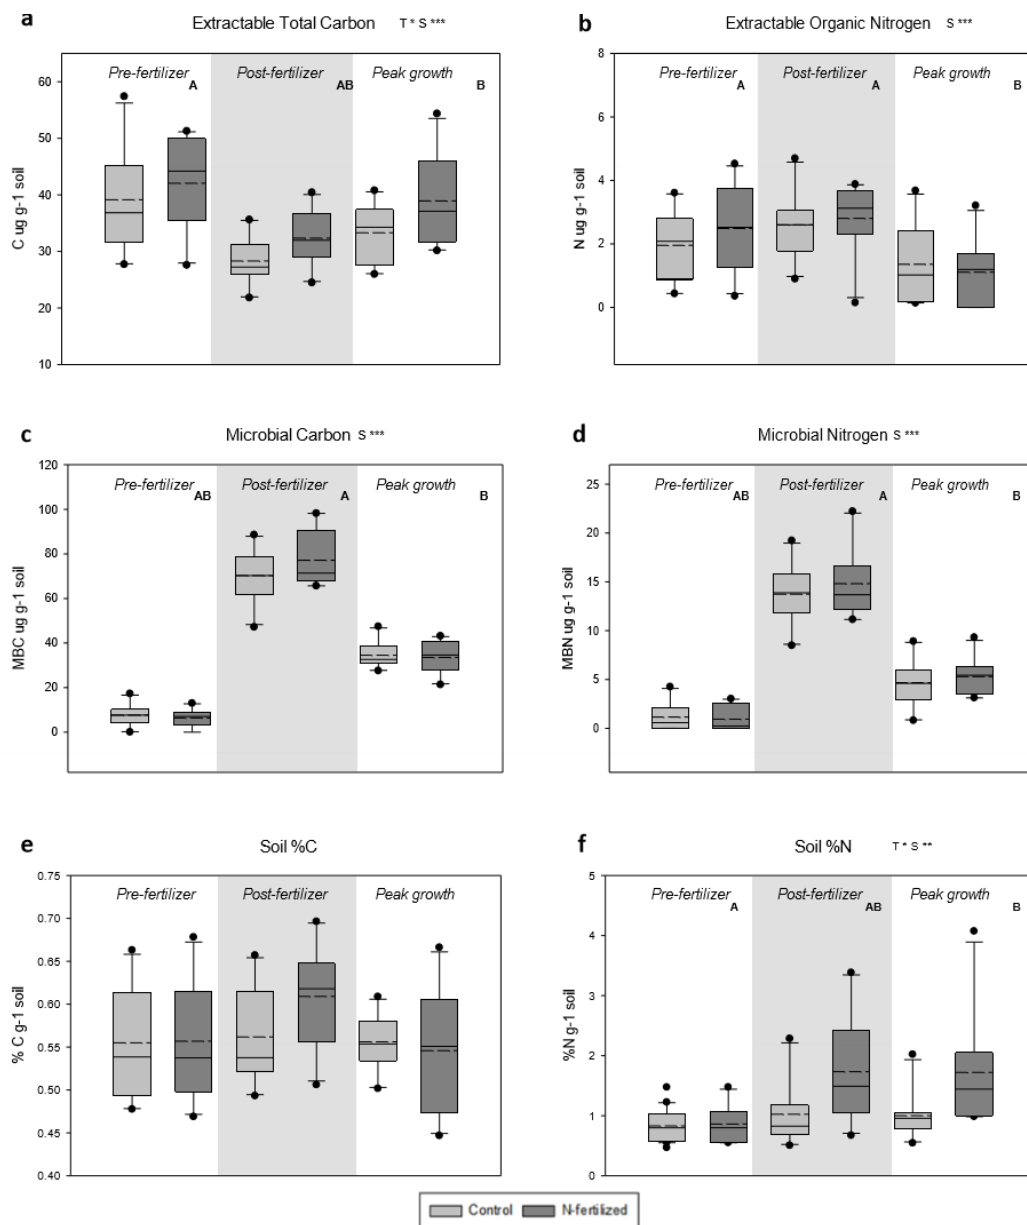 a Extractable Total Carbon T * S ***
Pre-fertilizer Post-fertilizer Peak growth
A AB B
60
50
40
30
20
10
C ug g-1 soil
b Extractable Organic Nitrogen S ***
Pre-fertilizer Post-fertilizer Peak growth
A A B
8
6
4
2
0
N ug g-1 soil
c Microbial Carbon S ***
Pre-fertilizer Post-fertilizer Peak growth
AB A B
120
100
80
60
40
20
0
MBC ug g-1 soil
d Microbial Nitrogen S ***
Pre-fertilizer Post-fertilizer Peak growth
AB A B
25
20
15
10
5
0
MBN ug g-1 soil
e Soil %C
Pre-fertilizer Post-fertilizer Peak growth
0.75
0.70
0.65
0.60
0.55
0.50
0.45
0.40
% C g-1 soil
f Soil %N T * S **
Pre-fertilizer Post-fertilizer Peak growth
A AB B
5
4
3
2
1
0
%N g-1 soil
Control N-fertilized